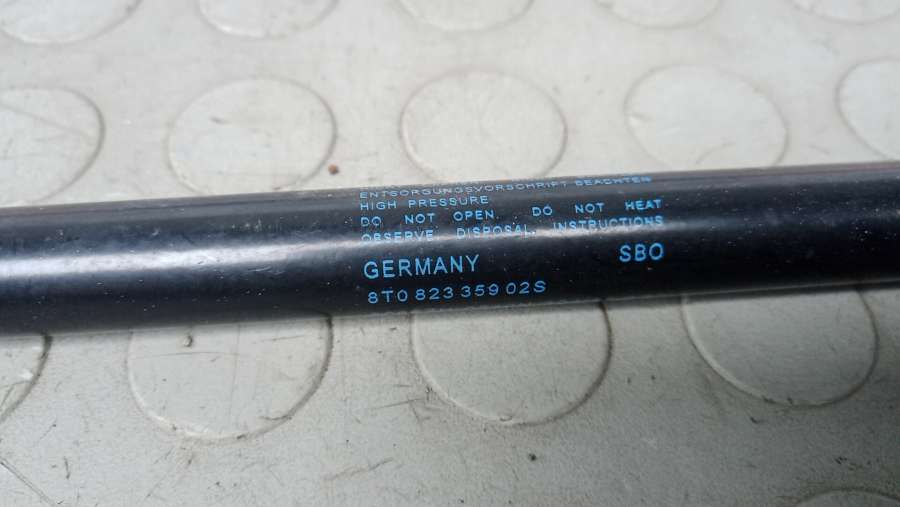 ENTSORGUNGSVORSCHRIFT BEACHTEN
HIGH PRESSURE
DO NOT OPEN. DO NOT HEAT
OBSERVE. DISPOSAL. INSTRUCTIONS
GERMANY SBO
8T0 823 359 02S